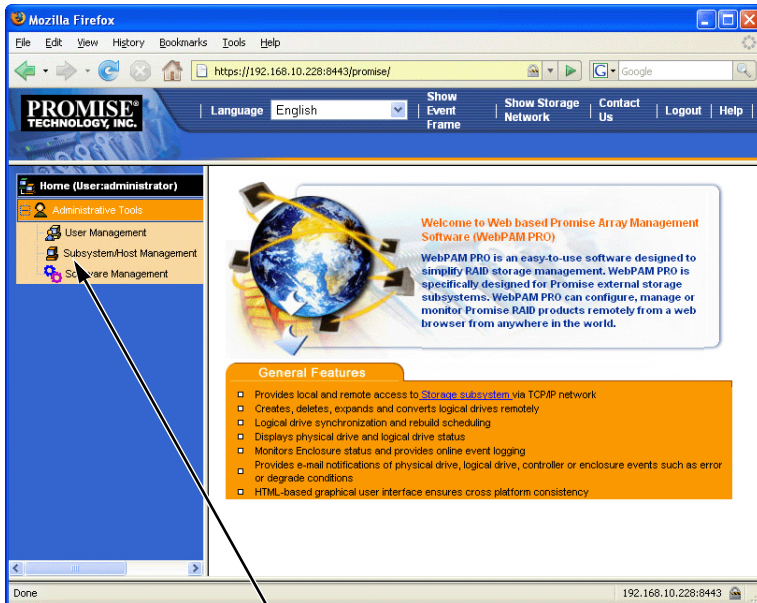 Mozilla Firefox
File Edit View History Bookmarks Tools Help
https://192.168.10.228:8443/promise/
G Google
PROMISE®
TECHNOLOGY, INC.
Language English
Show Event Frame
Show Storage Network
Contact Us
Logout
Help
Home (User:administrator)
Administrative Tools
User Management
Subsystem/Host Management
Software Management
Welcome to Web based Promise Array Management
Software (WebPAM PRO)
WebPAM PRO is an easy-to-use software designed to
simplify RAID storage management. WebPAM PRO is
specifically designed for Promise external storage
subsystems. WebPAM PRO can configure, manage or
monitor Promise RAID products remotely from a web
browser from anywhere in the world.
General Features
Provides local and remote access to Storage subsystem via TCP/IP network
Creates, deletes, expands and converts logical drives remotely
Logical drive synchronization and rebuild scheduling
Displays physical drive and logical drive status
Monitors Enclosure status and provides online event logging
Provides e-mail notifications of physical drive, logical drive, controller or enclosure events such as error
or degrade conditions
HTML-based graphical user interface ensures cross platform consistency
Done
192.168.10.228:8443